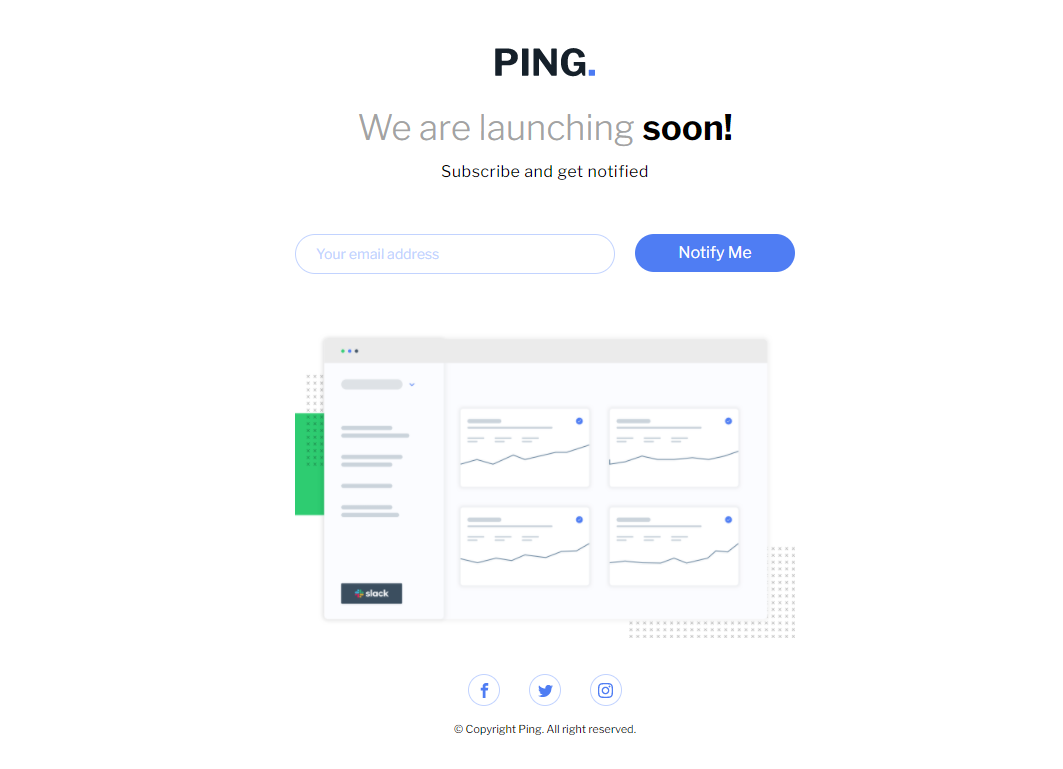 PING.
We are launching soon!
Subscribe and get notified
Your email address
Notify Me
slack
© Copyright Ping. All right reserved.